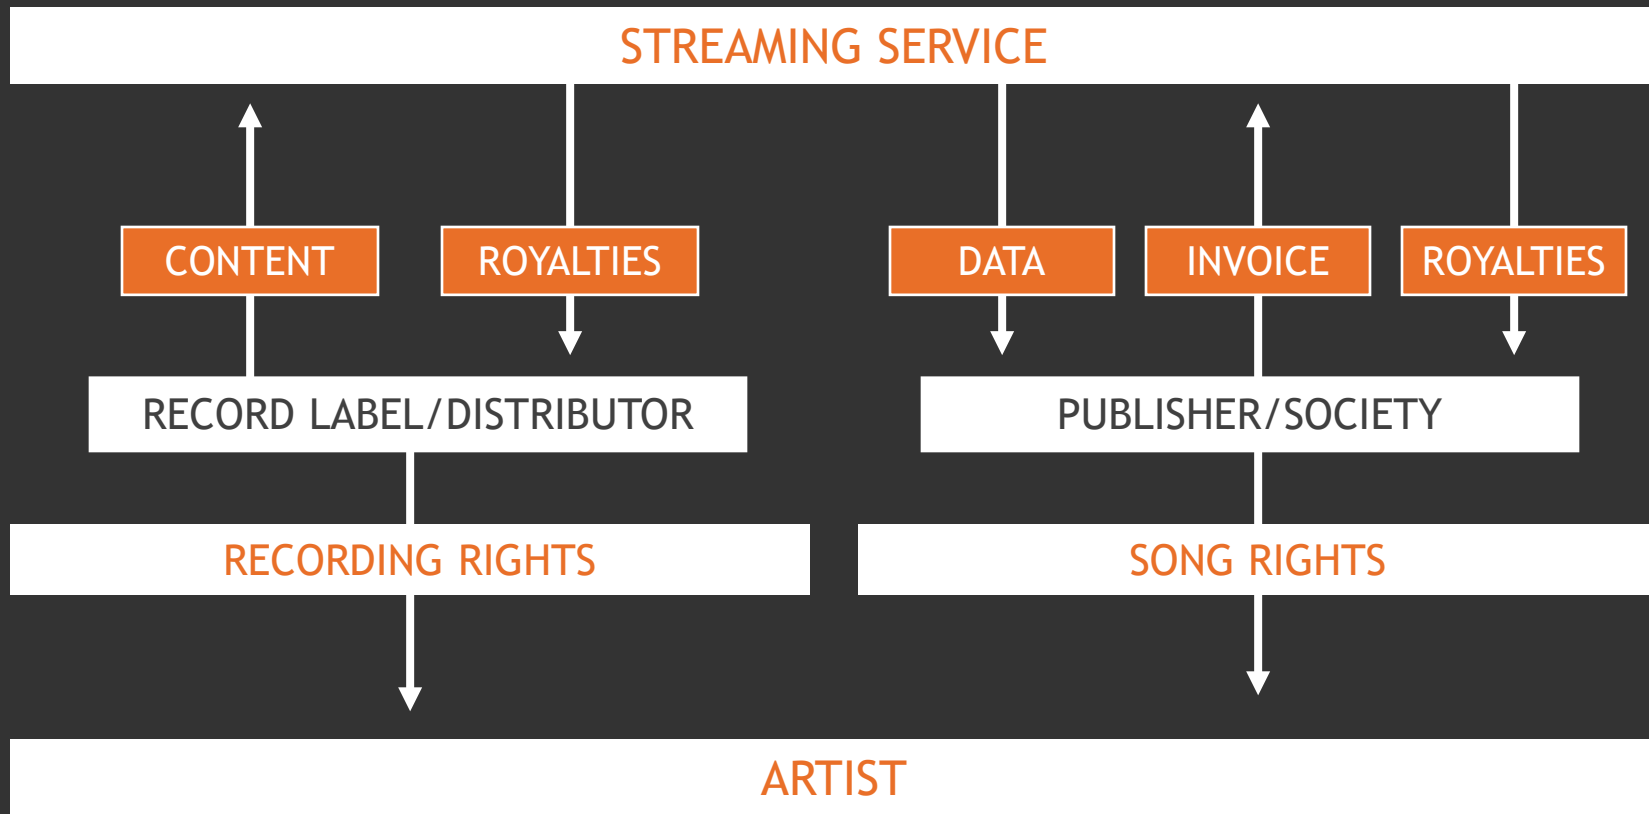 STREAMING SERVICE
CONTENT
ROYALTIES
DATA
INVOICE
ROYALTIES
RECORD LABEL/DISTRIBUTOR
PUBLISHER/SOCIETY
RECORDING RIGHTS
SONG RIGHTS
ARTIST